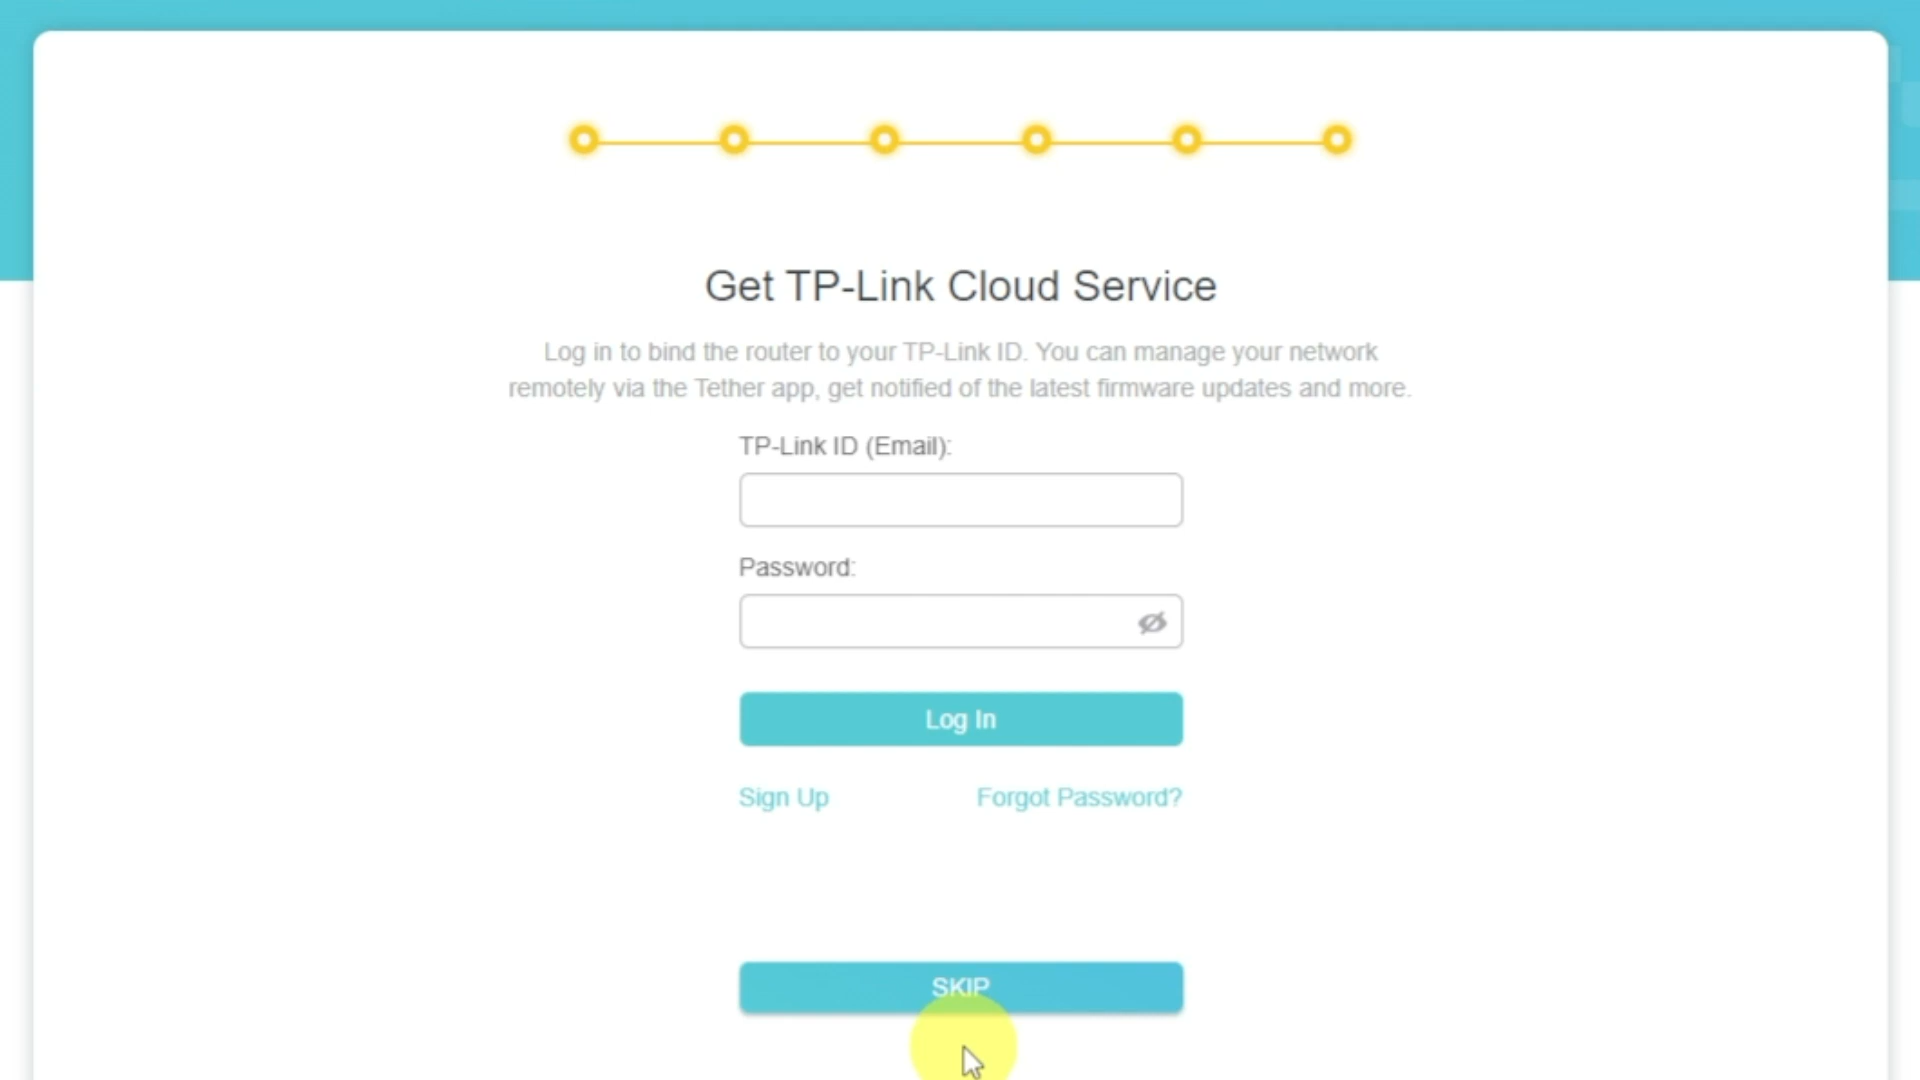 Get TP-Link Cloud Service
Log in to bind the router to your TP-Link ID. You can manage your network
remotely via the Tether app, get notified of the latest firmware updates and more.
TP-Link ID (Email):
Password:
Log In
Sign Up Forgot Password?
SKIP